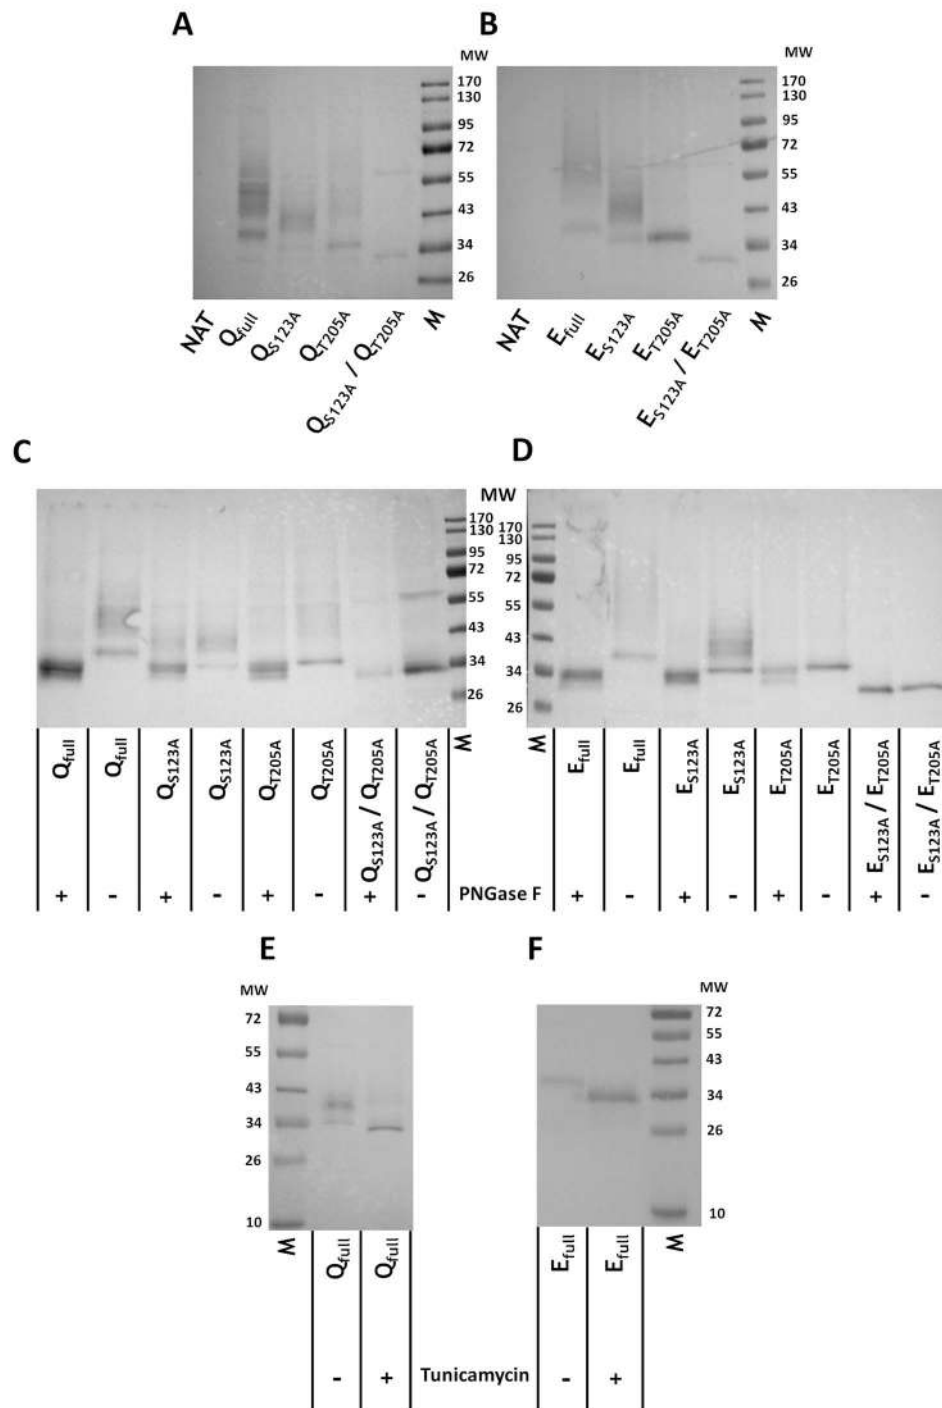 A
B
MW
170
130
95
72
55
43
34
26
MW
170
130
95
72
55
43
34
26
NAT
Qfull
QS123A
QT205A
QS123A / QT205A
M
NAT
Efull
ES123A
ET205A
ES123A / ET205A
M
C
D
MW
170
130
95
72
55
43
34
26
170
130
95
72
55
43
34
26
Qfull
Qfull
QS123A
QS123A
QT205A
QT205A
QS123A / QT205A
QS123A / QT205A
M
M
Efull
Efull
ES123A
ES123A
ET205A
ET205A
ES123A / ET205A
ES123A / ET205A
+ - + - + - + - PNGase F + - + - + - + -
E
F
MW
72
55
43
34
26
10
MW
72
55
43
34
26
10
M
Qfull
Qfull
Efull
Efull
M
- + Tunicamycin - +